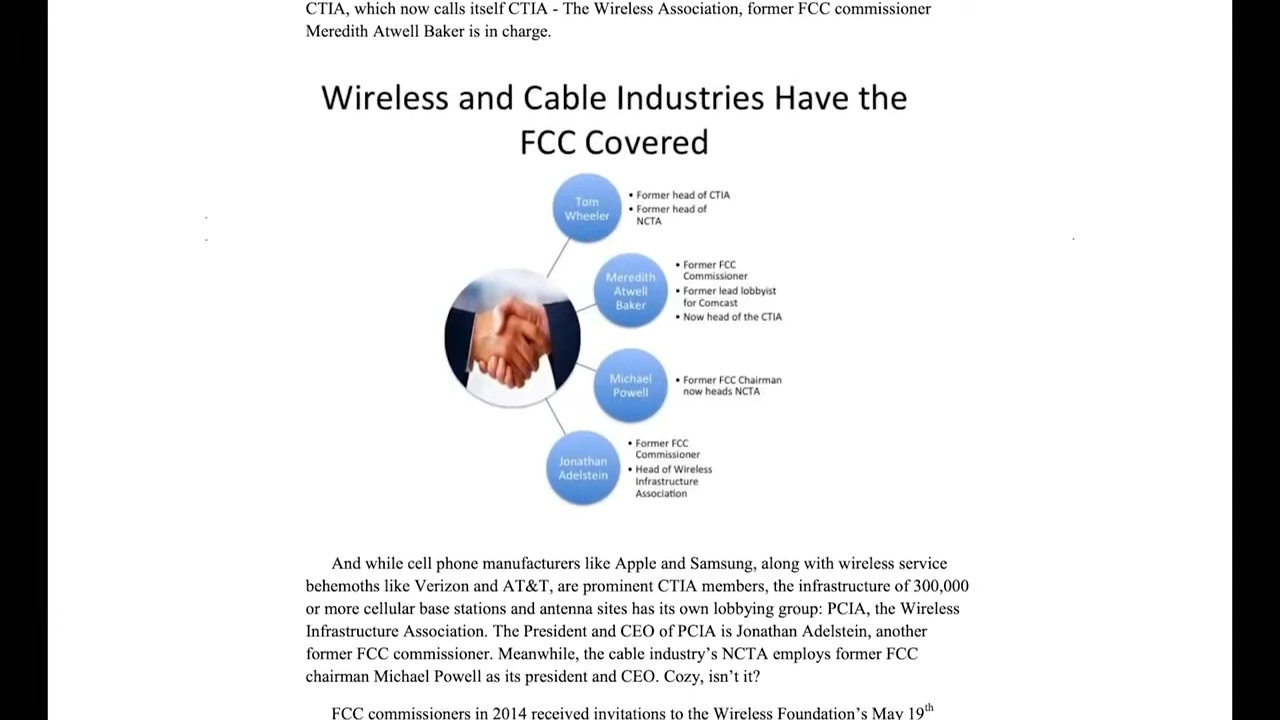 CTIA, which now calls itself CTIA - The Wireless Association, former FCC commissioner
Meredith Atwell Baker is in charge.
Wireless and Cable Industries Have the
FCC Covered
Tom
Wheeler
• Former head of CTIA
• Former head of
NCTA
Meredith
Atwell
Baker
• Former FCC
Commissioner
• Former lead lobbyist
for Comcast
• Now head of the CTIA
Michael
Powell
• Former FCC Chairman
now heads NCTA
Jonathan
Adelstein
• Former FCC
Commissioner
• Head of Wireless
Infrastructure
Association
And while cell phone manufacturers like Apple and Samsung, along with wireless service
behemoths like Verizon and AT&T, are prominent CTIA members, the infrastructure of 300,000
or more cellular base stations and antenna sites has its own lobbying group: PCIA, the Wireless
Infrastructure Association. The President and CEO of PCIA is Jonathan Adelstein, another
former FCC commissioner. Meanwhile, the cable industry’s NCTA employs former FCC
chairman Michael Powell as its president and CEO. Cozy, isn’t it?
FCC commissioners in 2014 received invitations to the Wireless Foundation’s May 19th